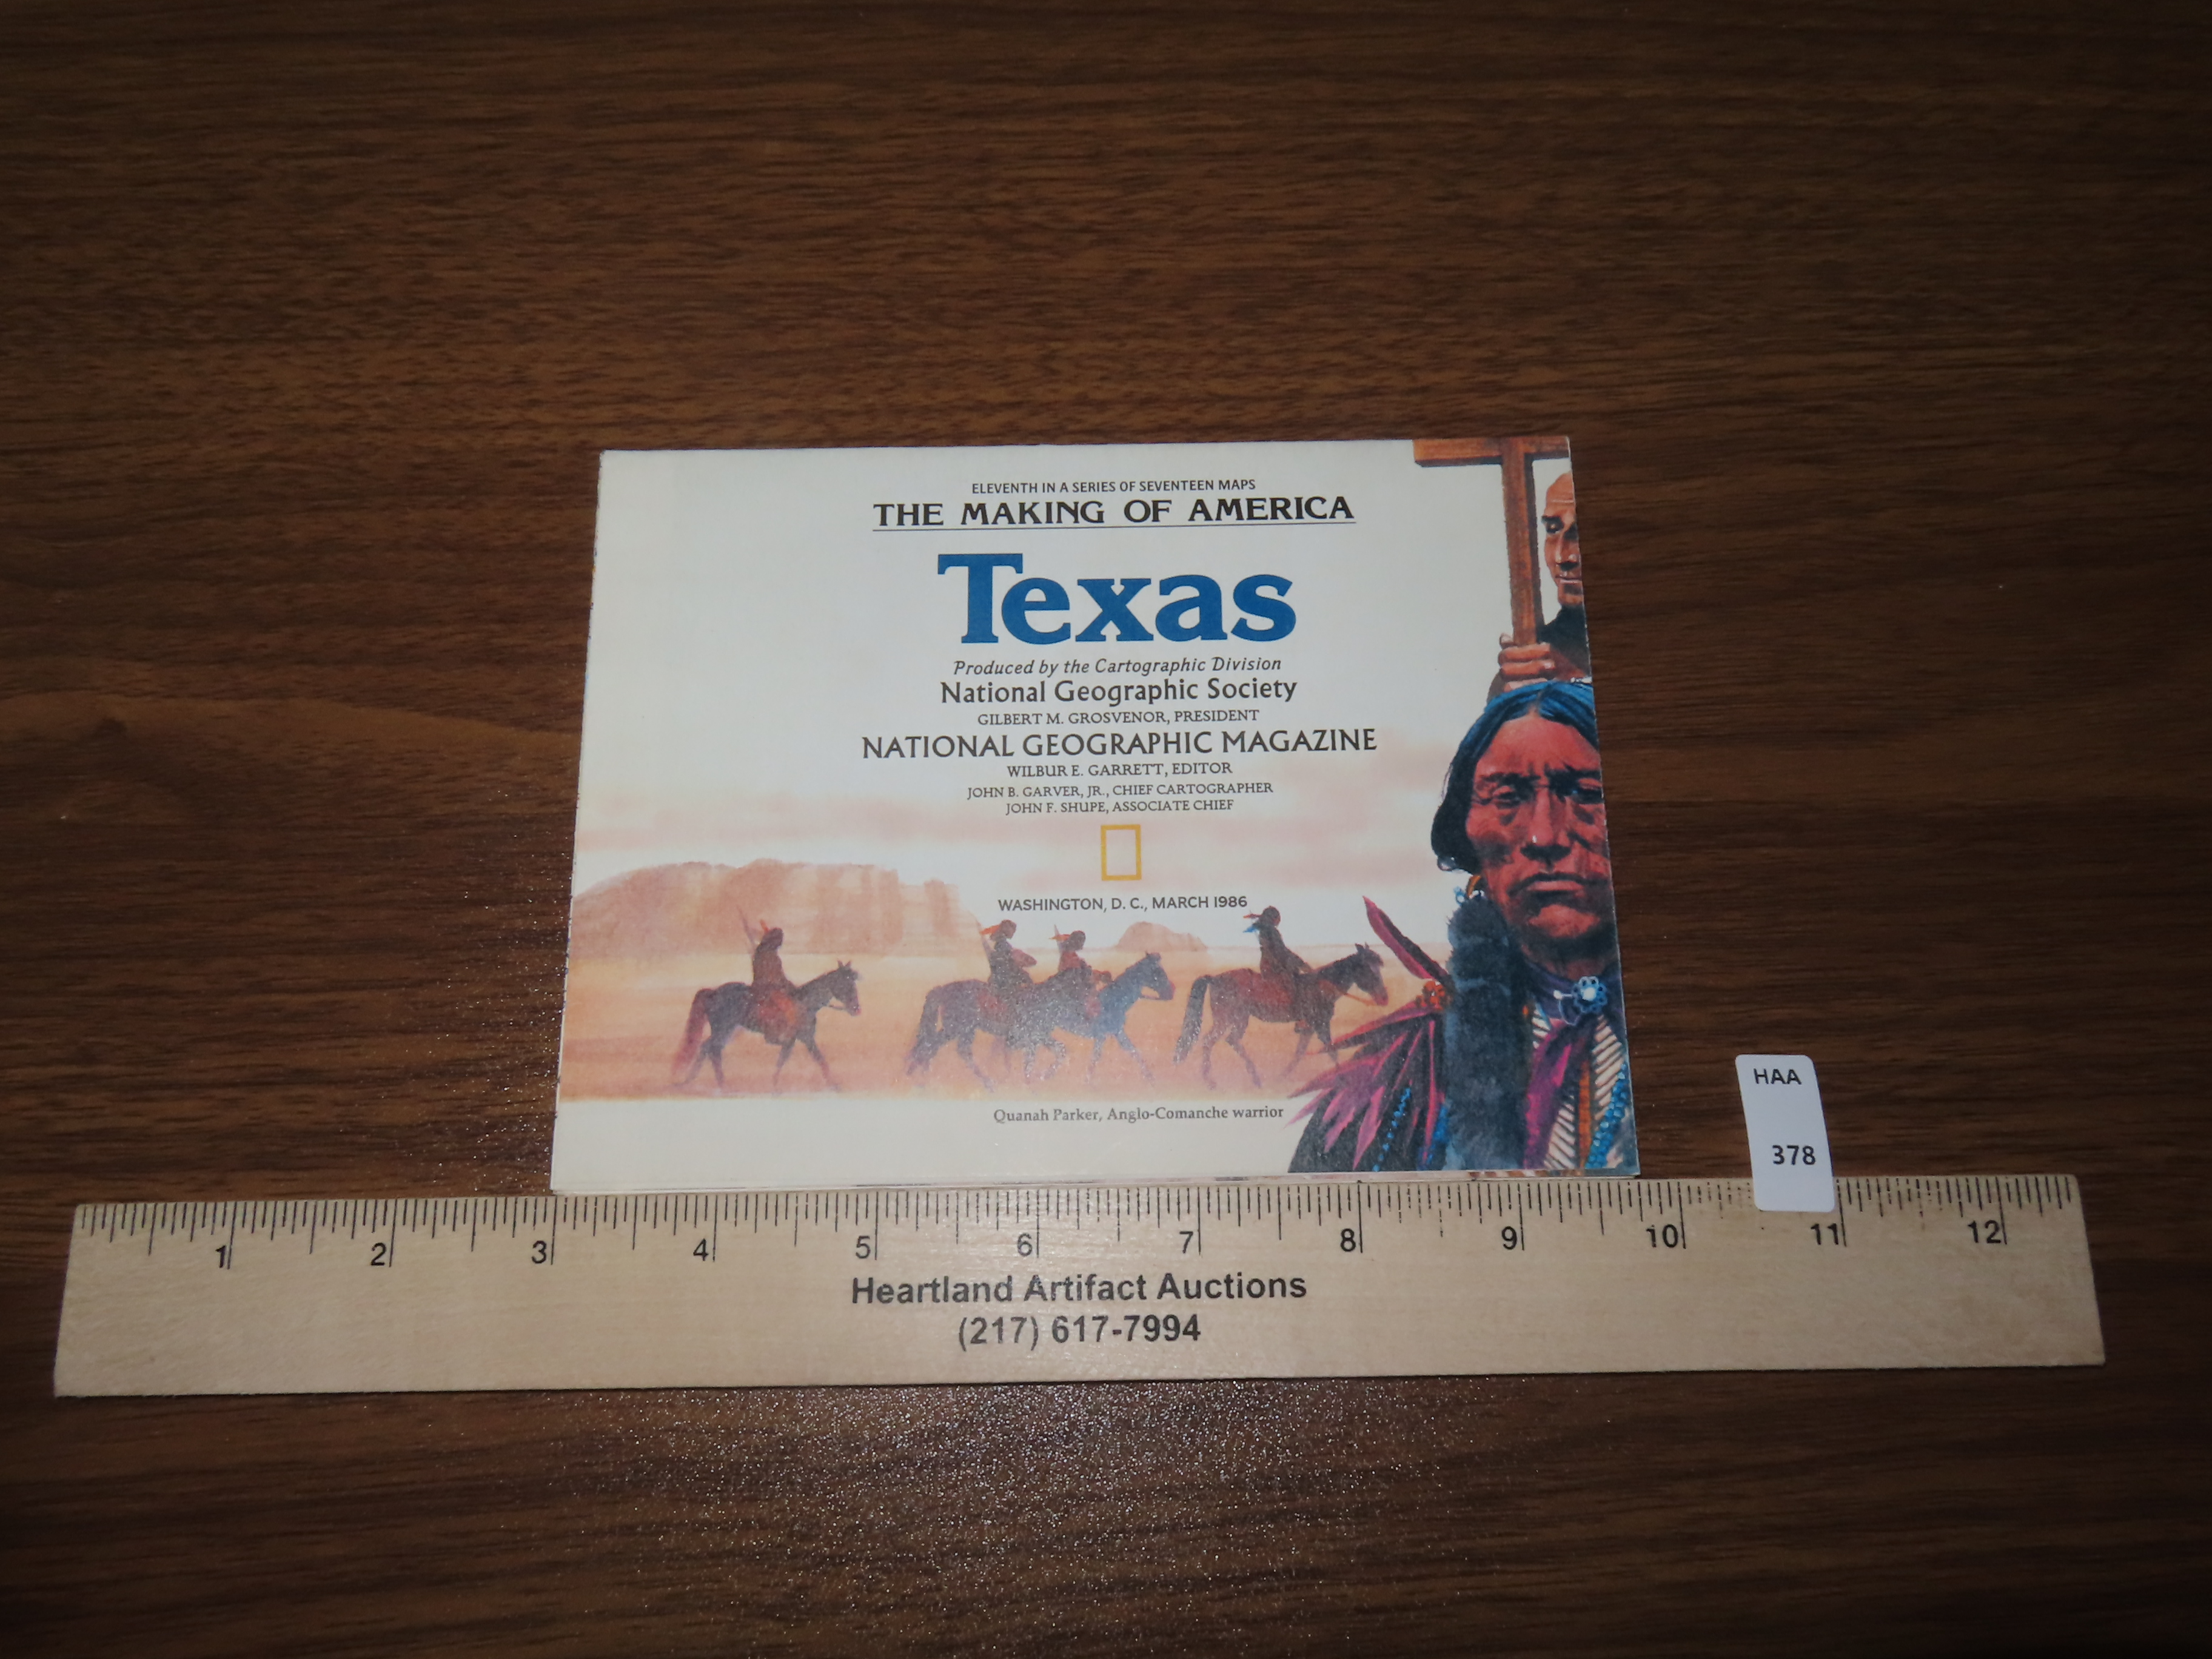 ELEVENTH IN A SERIES OF SEVENTEEN MAPS
THE MAKING OF AMERICA
Texas
Produced by the Cartographic Division
National Geographic Society
GILBERT M. GROSVENOR, PRESIDENT
NATIONAL GEOGRAPHIC MAGAZINE
WILBUR E. GARRETT, EDITOR
JOHN B. GARVER, JR., CHIEF CARTOGRAPHER
JOHN F. SHUPE, ASSOCIATE CHIEF
WASHINGTON, D. C., MARCH 1986
Quanah Parker, Anglo-Comanche warrior
HAA
378
1 2 3 4 5 6 7 8 9 10 11 12
Heartland Artifact Auctions
(217) 617-7994